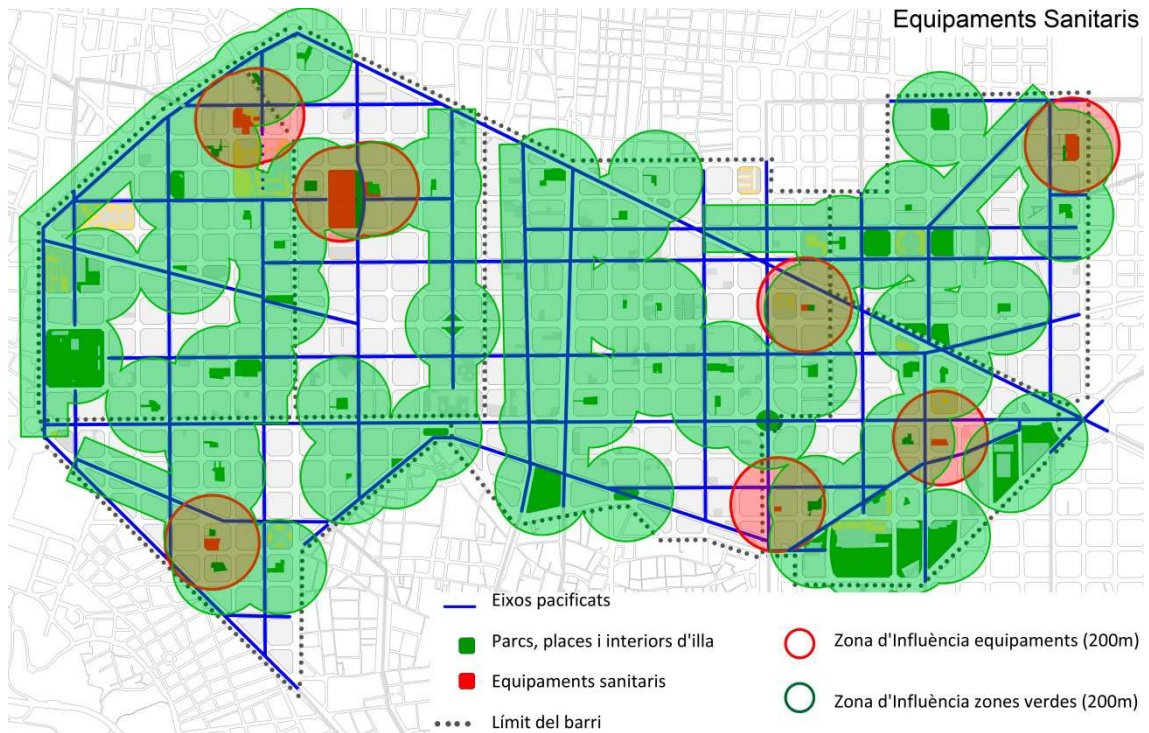 Equipaments Sanitaris
Eixos pacificats
Parcs, places i interiors d'illa
Equipaments sanitaris
Límit del barri
Zona d'Influència equipaments (200m)
Zona d'Influència zones verdes (200m)